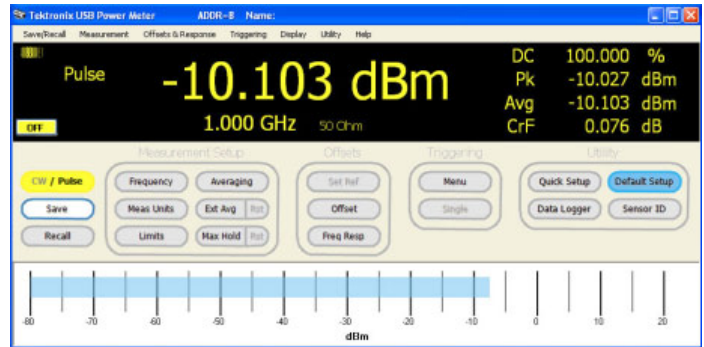 Tektronix USB Power Meter ADDR=8 Name:
Save/Recall Measurement Offsets & Response Triggering Display Utility Help
Pulse
-10.103 dBm
DC 100.000 %
Pk -10.027 dBm
Avg -10.103 dBm
CrF 0.076 dB
OFF
1.000 GHz 50 Ohm
Measurement Setup Offsets Triggering Utility
CW / Pulse Frequency Averaging Set Ref Menu Quick Setup Default Setup
Save Meas Units Ext Avg Rst Offset Single Data Logger Sensor ID
Recall Limits Max Hold Rst Freq Resp
-80 -70 -60 -50 -40 -30 -20 -10 0 10 20
dBm